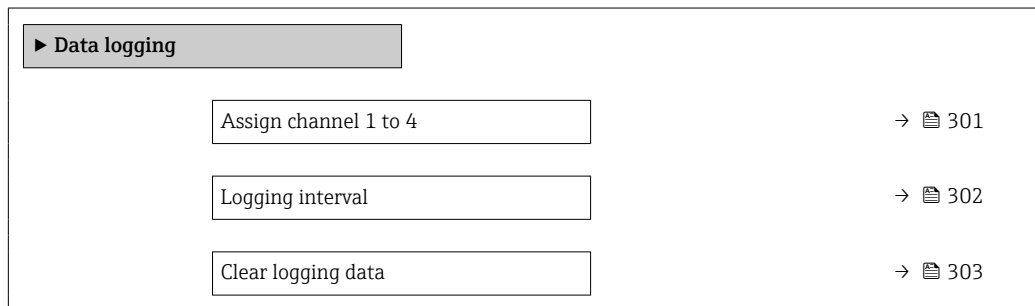 ▶ Data logging
Assign channel 1 to 4 → 301
Logging interval → 302
Clear logging data → 303